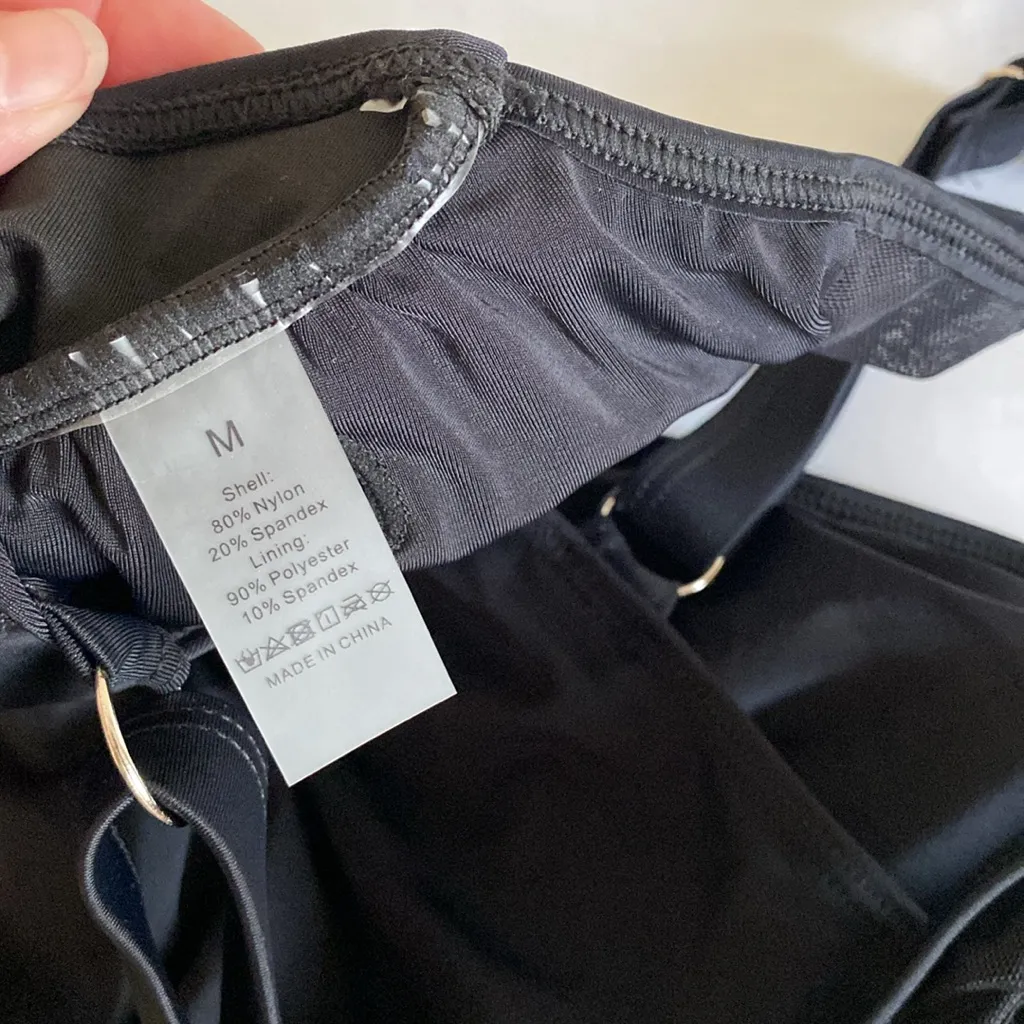 M
Shell:
80% Nylon
20% Spandex
Lining:
90% Polyester
10% Spandex
MADE IN CHINA